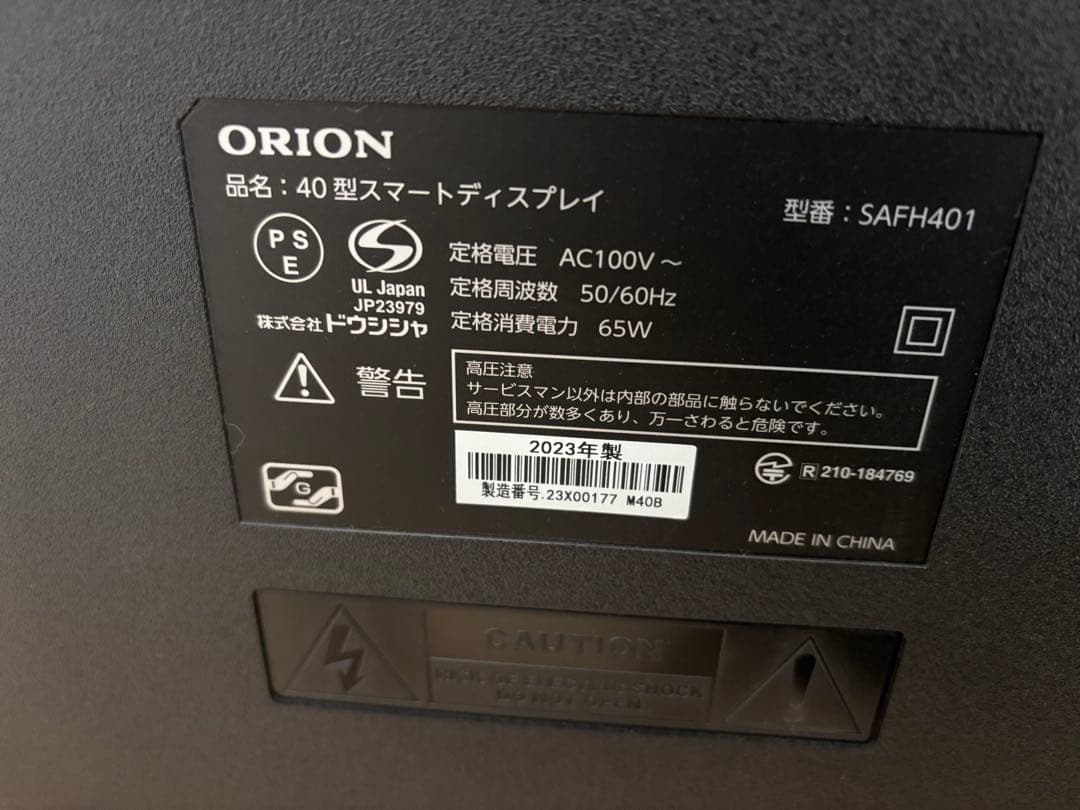 ORION
品名：40型スマートディスプレイ
型番：SAFH401
PS
E
UL Japan
JP23979
株式会社ドウシシャ
定格電圧 AC100V～
定格周波数 50/60Hz
定格消費電力 65W
警告
高圧注意
サービスマン以外は内部の部品に触らないでください。
高圧部分が数多くあり、万一さわると危険です。
2023年製
製造番号.23X00177 M40B
G
R 210-184769
MADE IN CHINA
CAUTION
RISK OF ELECTRIC SHOCK
DO NOT OPEN